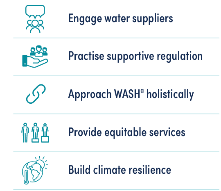 Engage water suppliers
Practise supportive regulation
Approach WASH° holistically
Provide equitable services
Build climate resilience